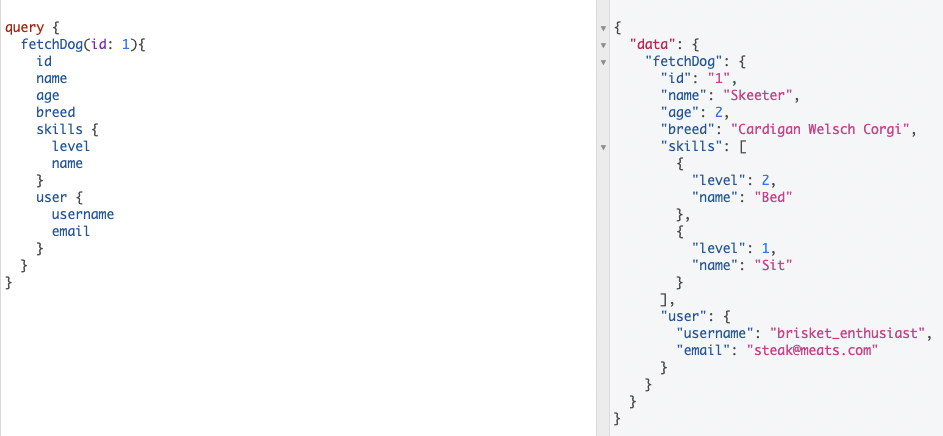 query {
  fetchDog(id: 1){
    id
    name
    age
    breed
    skills {
      level
      name
    }
    user {
      username
      email
    }
  }
}
{
  "data": {
    "fetchDog": {
      "id": "1",
      "name": "Skeeter",
      "age": 2,
      "breed": "Cardigan Welsch Corgi",
      "skills": [
        {
          "level": 2,
          "name": "Bed"
        },
        {
          "level": 1,
          "name": "Sit"
        }
      ],
      "user": {
        "username": "brisket_enthusiast",
        "email": "steak@meats.com"
      }
    }
  }
}